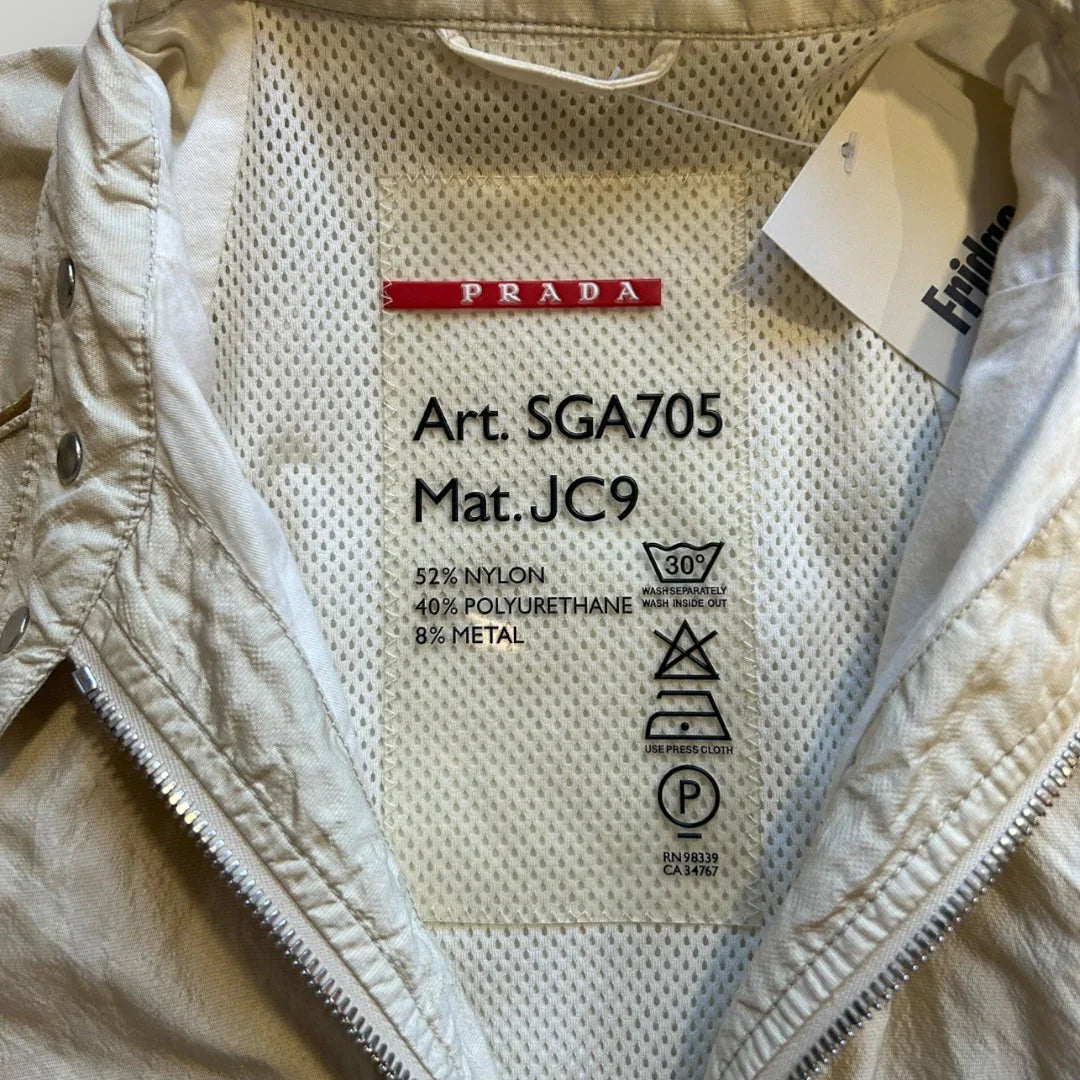 PRADA
Fridge
Art. SGA705
Mat. JC9
52% NYLON
40% POLYURETHANE
8% METAL
30°
WASH SEPARATELY
WASH INSIDE OUT
USE PRESS CLOTH
P
RN 98339
CA 34767